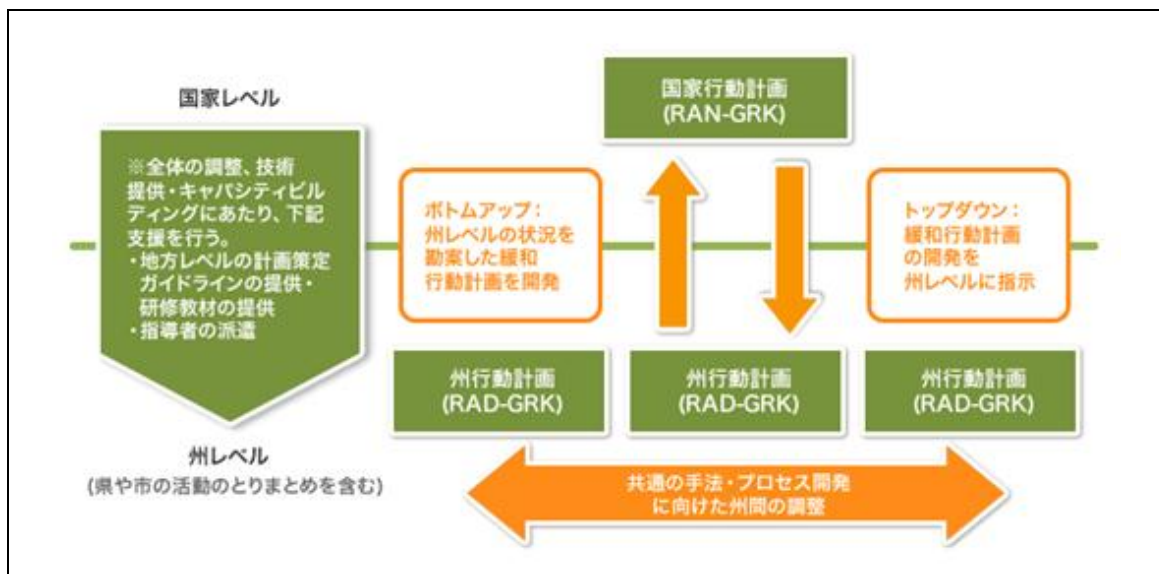 国家レベル
※全体の調整、技術
提供・キャパシティビル
ディングにあたり、下記
支援を行う。
・地方レベルの計画策定
ガイドラインの提供・
研修教材の提供
・指導者の派遣
州レベル
(県や市の活動のとりまとめを含む)
国家行動計画
(RAN-GRK)
ボトムアップ：
州レベルの状況を
勘案した緩和
行動計画を開発
トップダウン：
緩和行動計画
の開発を
州レベルに指示
州行動計画
(RAD-GRK)
州行動計画
(RAD-GRK)
州行動計画
(RAD-GRK)
共通の手法・プロセス開発
に向けた州間の調整